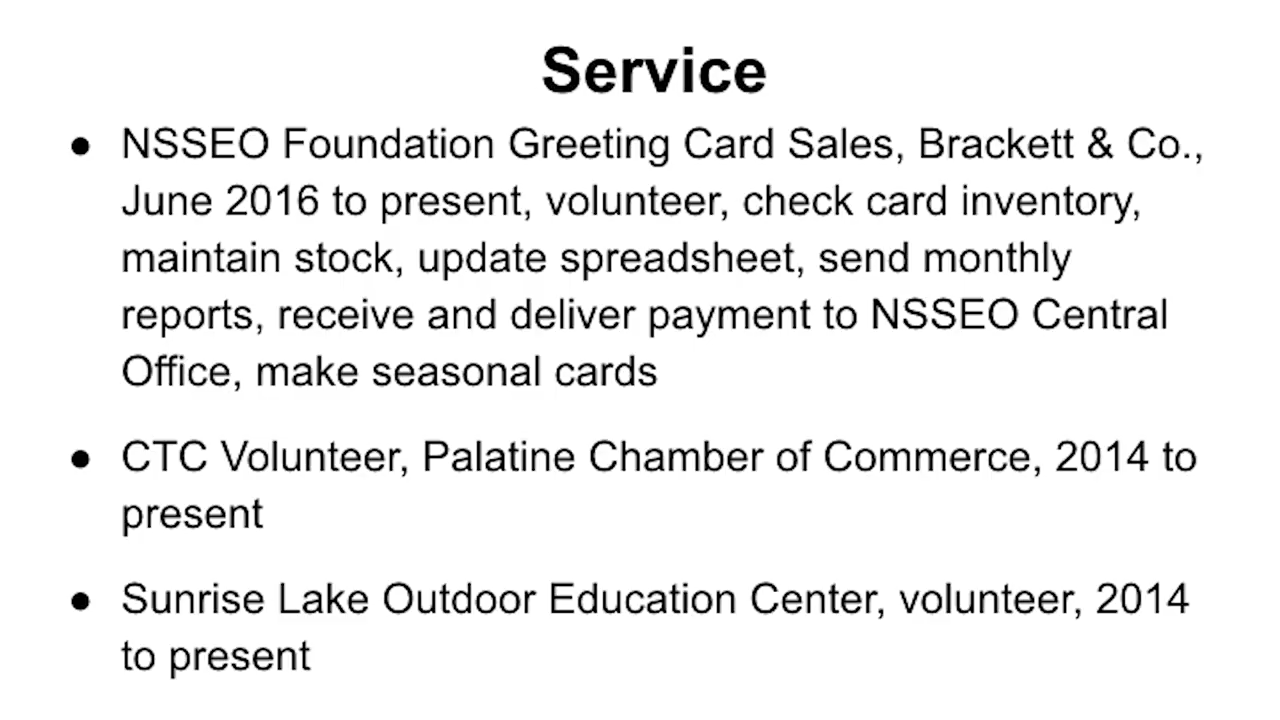 Service
● NSSEO Foundation Greeting Card Sales, Brackett & Co.,
June 2016 to present, volunteer, check card inventory,
maintain stock, update spreadsheet, send monthly
reports, receive and deliver payment to NSSEO Central
Office, make seasonal cards
● CTC Volunteer, Palatine Chamber of Commerce, 2014 to
present
● Sunrise Lake Outdoor Education Center, volunteer, 2014
to present